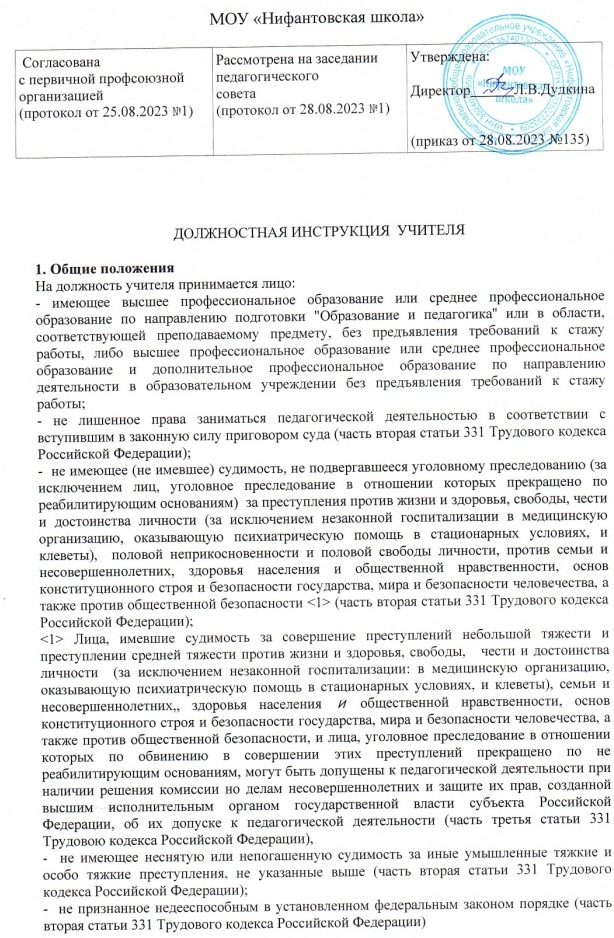 МОУ «Нифантовская школа»
Согласована
с первичной профсоюзной
организацией
(протокол от 25.08.2023 №1)
Рассмотрена на заседании
педагогического
совета
(протокол от 28.08.2023 №1)
Утверждена:
Директор Л.В.Дудкина
(приказ от 28.08.2023 №135)
МОУ
школа»
ДОЛЖНОСТНАЯ ИНСТРУКЦИЯ УЧИТЕЛЯ
1. Общие положения
На должность учителя принимается лицо:
- имеющее высшее профессиональное образование или среднее профессиональное
образование по направлению подготовки "Образование и педагогика" или в области,
соответствующей преподаваемому предмету, без предъявления требований к стажу
работы, либо высшее профессиональное образование или среднее профессиональное
образование и дополнительное профессиональное образование по направлению
деятельности в образовательном учреждении без предъявления требований к стажу
работы;
- не лишенное права заниматься педагогической деятельностью в соответствии с
вступившим в законную силу приговором суда (часть вторая статьи 331 Трудового кодекса
Российской Федерации);
- не имеющее (не имевшее) судимость, не подвергавшееся уголовному преследованию (за
исключением лиц, уголовное преследование в отношении которых прекращено по
реабилитирующим основаниям) за преступления против жизни и здоровья, свободы, чести
и достоинства личности (за исключением незаконной госпитализации в медицинскую
организацию, оказывающую психиатрическую помощь в стационарных условиях, и
клеветы), половой неприкосновенности и половой свободы личности, против семьи и
несовершеннолетних, здоровья населения и общественной нравственности, основ
конституционного строя и безопасности государства, мира и безопасности человечества, а
также против общественной безопасности <1> (часть вторая статьи 331 Трудового кодекса
Российской Федерации);
<1> Лица, имевшие судимость за совершение преступлений небольшой тяжести и
преступлении средней тяжести против жизни и здоровья, свободы, чести и достоинства
личности (за исключением незаконной госпитализации: в медицинскую организацию,
оказывающую психиатрическую помощь в стационарных условиях, и клеветы), семьи и
несовершеннолетних,, здоровья населения и общественной нравственности, основ
конституционного строя и безопасности государства, мира и безопасности человечества, а
также против общественной безопасности, и лица, уголовное преследование в отношении
которых по обвинению в совершении этих преступлений прекращено по не
реабилитирующим основаниям, могут быть допущены к педагогической деятельности при
наличии решения комиссии но делам несовершеннолетних и защите их прав, созданной
высшим исполнительным органом государственной власти субъекта Российской
Федерации, об их допуске к педагогической деятельности (часть третья статьи 331
Трудовою кодекса Российской Федерации),
- не имеющее неснятую или непогашенную судимость за иные умышленные тяжкие и
особо тяжкие преступления, не указанные выше (часть вторая статьи 331 Трудового
кодекса Российской Федерации);
- не признанное недееспособным в установленном федеральным законом порядке (часть
вторая статьи 331 Трудового кодекса Российской Федерации)